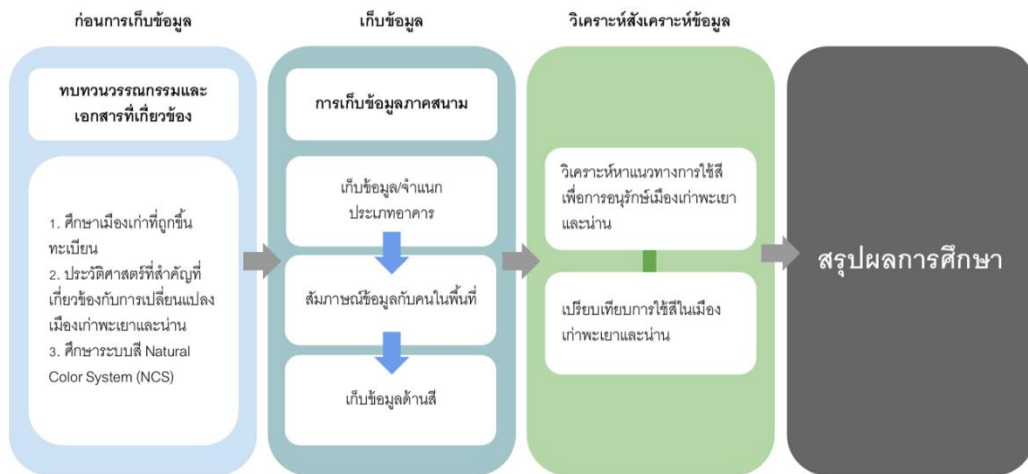 ก่อนการเก็บข้อมูล
ทบทวนวรรณกรรมและ
เอกสารที่เกี่ยวข้อง
1. ศึกษาเมืองเก่าที่ถูกขึ้น
ทะเบียน
2. ประวัติศาสตร์ที่สำคัญที่
เกี่ยวข้องกับการเปลี่ยนแปลง
เมืองเก่าพะเยาและน่าน
3. ศึกษาระบบสี Natural
Color System (NCS)
เก็บข้อมูล
การเก็บข้อมูลภาคสนาม
เก็บข้อมูล/จำแนก
ประเภทอาคาร
สัมภาษณ์ข้อมูลกับคนในพื้นที่
เก็บข้อมูลด้านสี
วิเคราะห์สังเคราะห์ข้อมูล
วิเคราะห์หาแนวทางการใช้สี
เพื่อการอนุรักษ์เมืองเก่าพะเยา
และน่าน
เปรียบเทียบการใช้สีในเมือง
เก่าพะเยาและน่าน
สรุปผลการศึกษา